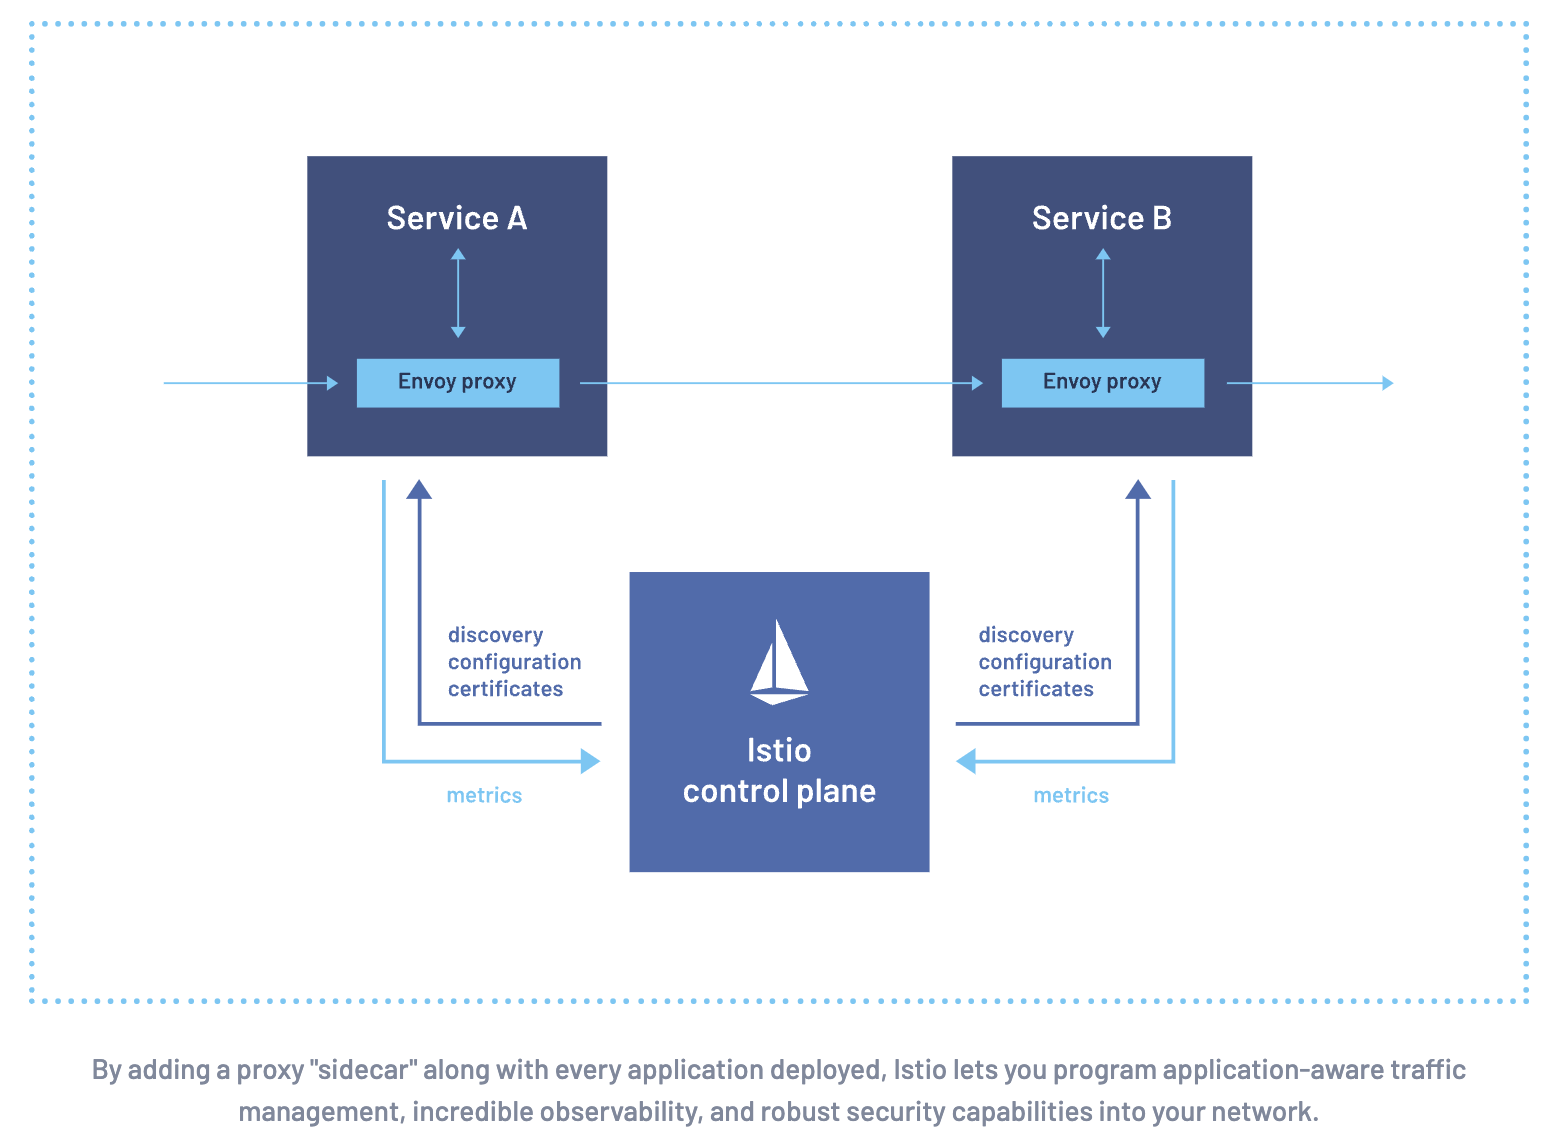 Service A
Service B
Envoy proxy
Envoy proxy
discovery
configuration
certificates
metrics
Istio
control plane
discovery
configuration
certificates
metrics
By adding a proxy "sidecar" along with every application deployed, Istio lets you program application-aware traffic
management, incredible observability, and robust security capabilities into your network.